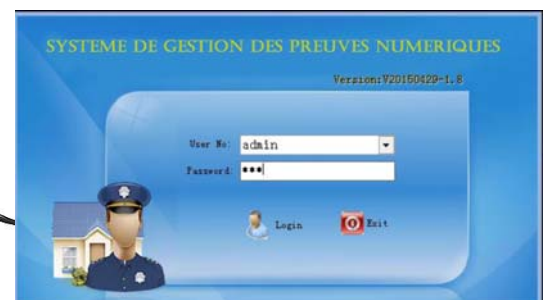 SYSTEME DE GESTION DES PREUVES NUMERIQUES
Version:V20150429-1.8
User No: admin
Password: •••
Login Exit